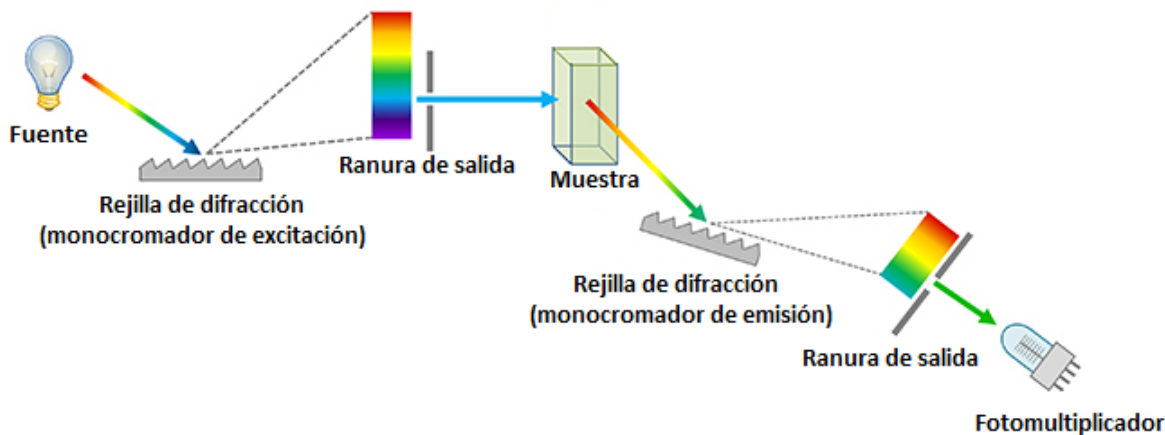 Fuente
Ranura de salida
Muestra
Rejilla de difracción
(monocromador de excitación)
Rejilla de difracción
(monocromador de emisión)
Ranura de salida
Fotomultiplicador